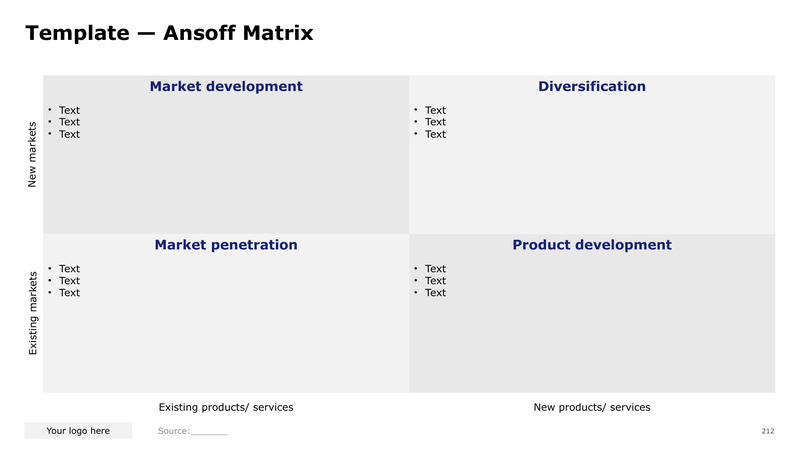 Template — Ansoff Matrix
Market development
• Text
• Text
• Text
Diversification
• Text
• Text
• Text
New markets
Market penetration
• Text
• Text
• Text
Product development
• Text
• Text
• Text
Existing markets
Existing products/ services
New products/ services
Your logo here
Source:________
212